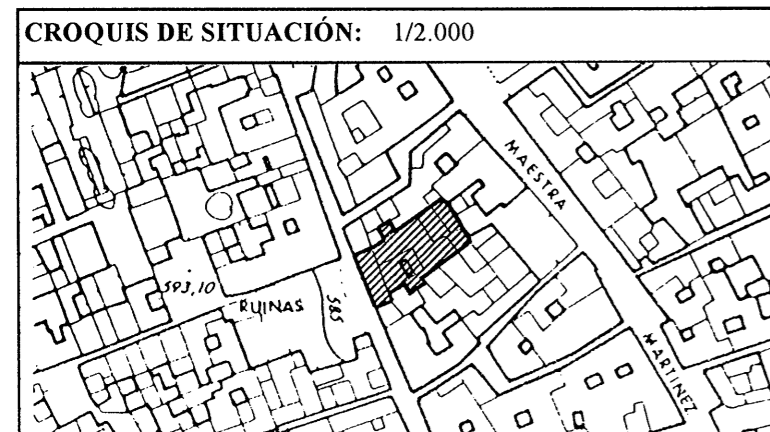 CROQUIS DE SITUACIÓN: 1/2.000
MAESTRA
593,10
RUINAS
585
MARTINEZ